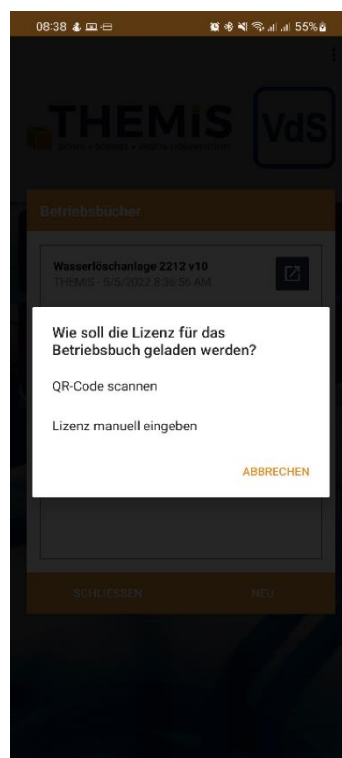 08:38
55%
THEMiS
VdS
Betriebsbücher
Wasserlöschanlage 2212 v10
THEMiS - 5/5/2022 8:36:56 AM
Wie soll die Lizenz für das
Betriebsbuch geladen werden?
QR-Code scannen
Lizenz manuell eingeben
ABBRECHEN
SCHLIESSEN
NEU